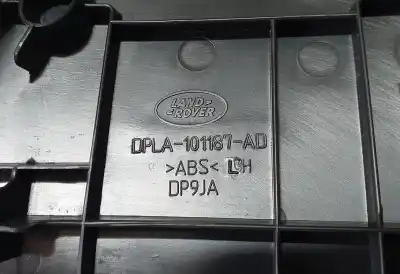 LAND-
-ROVER
DPLA-101187-AD
>ABS< LH
DP9JA